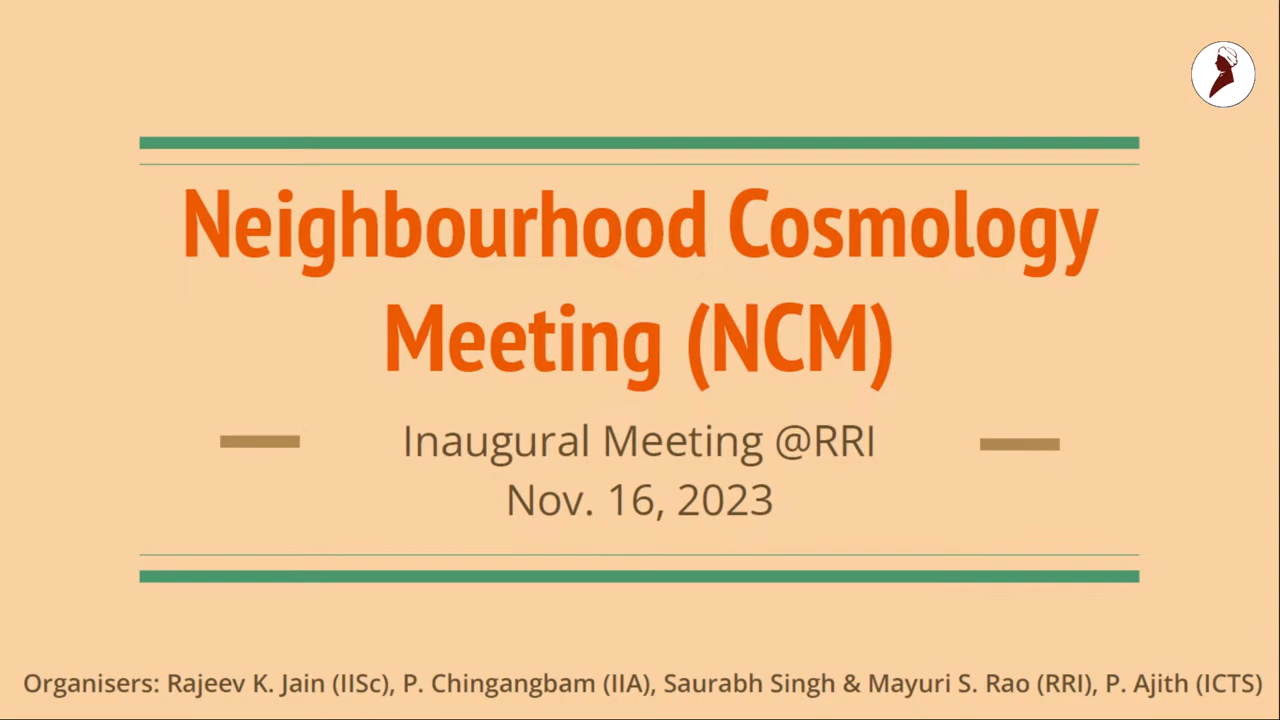 Neighbourhood Cosmology
Meeting (NCM)
Inaugural Meeting @RRI
Nov. 16, 2023
Organisers: Rajeev K. Jain (IISc), P. Chingangbam (IIA), Saurabh Singh & Mayuri S. Rao (RRI), P. Ajith (ICTS)